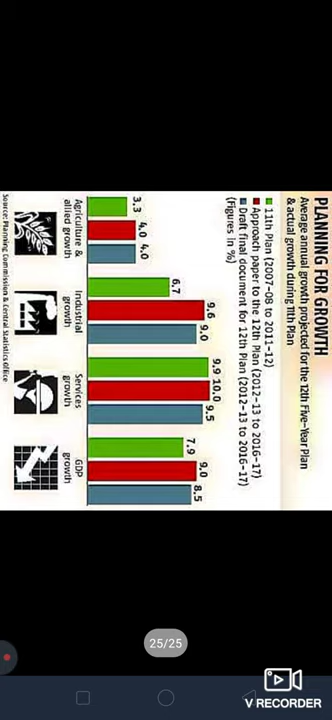 PLANNING FOR GROWTH
Average annual growth projected for the 12th Five-Year Plan
& actual growth during 11th Plan
11th Plan (2007-08 to 2011-12)
Approach paper to the 12th Plan (2012-13 to 2016-17)
Draft final document for 12th Plan (2012-13 to 2016-17)
(Figures in %)
3.3 4.0 4.0
6.7 9.6 9.0
9.9 10.0 9.5
7.9 9.0 8.5
Agriculture &
allied growth
Industrial
growth
Services
growth
GDP
growth
Source: Planning Commission & Central Statistics Office
25/25
V RECORDER